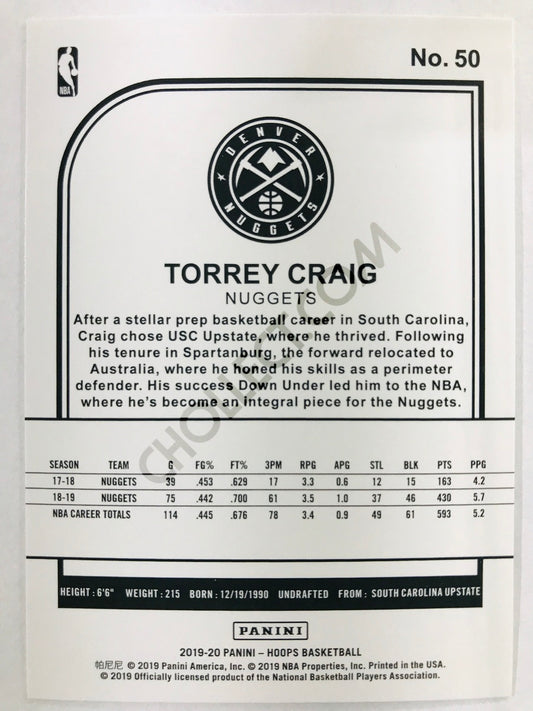 NBA
No. 50
DENVER
NUGGETS
TORREY CRAIG
NUGGETS
After a stellar prep basketball career in South Carolina,
Craig chose USC Upstate, where he thrived. Following
his tenure in Spartanburg, the forward relocated to
Australia, where he honed his skills as a perimeter
defender. His success Down Under led him to the NBA,
where he's become an integral piece for the Nuggets.
CHOLLECT.COM
SEASON TEAM G FG% FT% 3PM RPG APG STL BLK PTS PPG
17-18 NUGGETS 39 .453 .629 17 3.3 0.6 12 15 163 4.2
18-19 NUGGETS 75 .442 .700 61 3.5 1.0 37 46 430 5.7
NBA CAREER TOTALS 114 .445 .676 78 3.4 0.9 49 61 593 5.2
HEIGHT: 6'6" WEIGHT: 215 BORN: 12/19/1990 UNDRAFTED FROM: SOUTH CAROLINA UPSTATE
PANINI
2019-20 PANINI – HOOPS BASKETBALL
帕尼尼 © 2019 Panini America, Inc. © 2019 NBA Properties, Inc. Printed in the USA.
© 2019 Officially licensed product of the National Basketball Players Association.